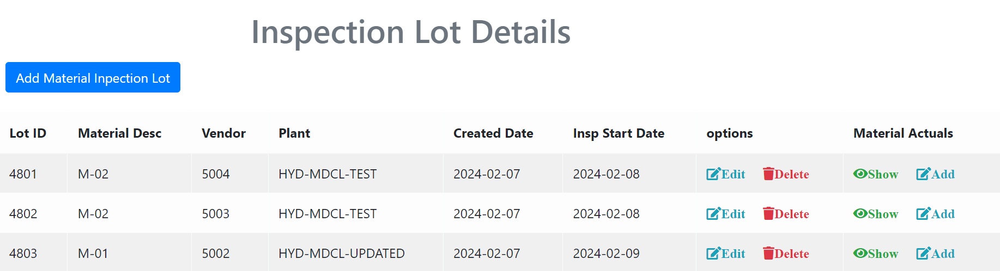 Inspection Lot Details
Add Material Inpection Lot
Lot ID Material Desc Vendor Plant Created Date Insp Start Date options Material Actuals
4801 M-02 5004 HYD-MDCL-TEST 2024-02-07 2024-02-08 Edit Delete Show Add
4802 M-02 5003 HYD-MDCL-TEST 2024-02-07 2024-02-08 Edit Delete Show Add
4803 M-01 5002 HYD-MDCL-UPDATED 2024-02-07 2024-02-09 Edit Delete Show Add